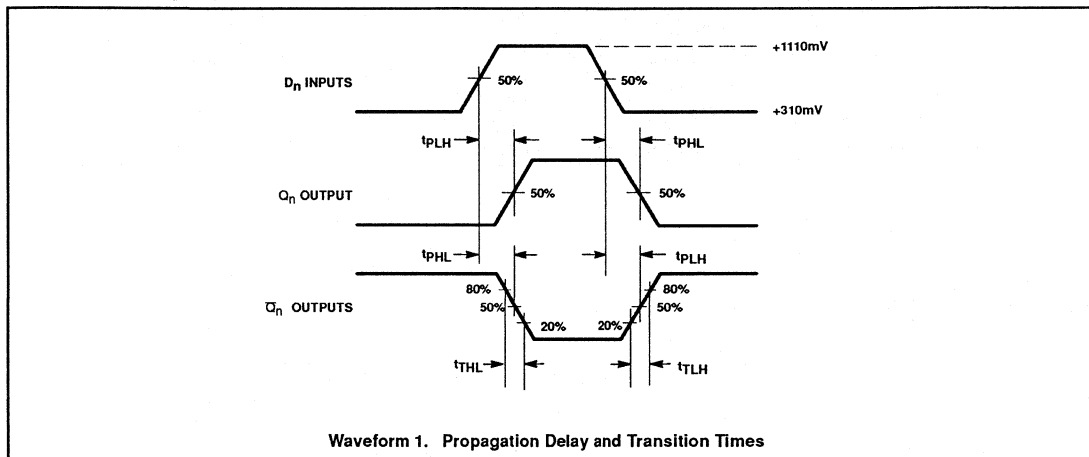 +1110mV
Dn INPUTS
50%
50%
+310mV
tPLH
tPHL
Qn OUTPUT
50%
50%
tPHL
tPLH
Q̅n OUTPUTS
80%
50%
20%
20%
80%
50%
tTHL
tTLH
Waveform 1. Propagation Delay and Transition Times